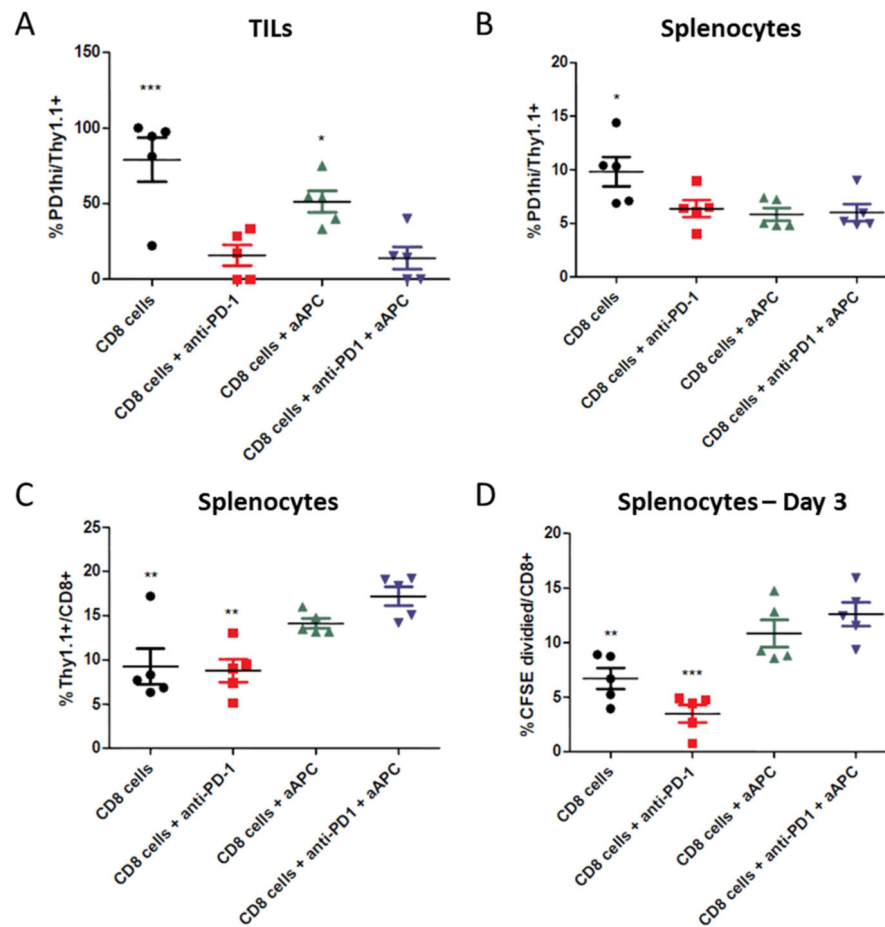 A
TILs
%PD1hi/Thy1.1+
150
100
50
0
***
*
CD8 cells
CD8 cells + anti-PD-1
CD8 cells + aAPC
CD8 cells + anti-PD1 + aAPC
B
Splenocytes
%PD1hi/Thy1.1+
20
15
10
5
0
*
CD8 cells
CD8 cells + anti-PD-1
CD8 cells + aAPC
CD8 cells + anti-PD1 + aAPC
C
Splenocytes
%Thy1.1+/CD8+
25
20
15
10
5
0
**
**
CD8 cells
CD8 cells + anti-PD-1
CD8 cells + aAPC
CD8 cells + anti-PD1 + aAPC
D
Splenocytes – Day 3
%CFSE dividied/CD8+
20
15
10
5
0
**
***
CD8 cells
CD8 cells + anti-PD-1
CD8 cells + aAPC
CD8 cells + anti-PD1 + aAPC